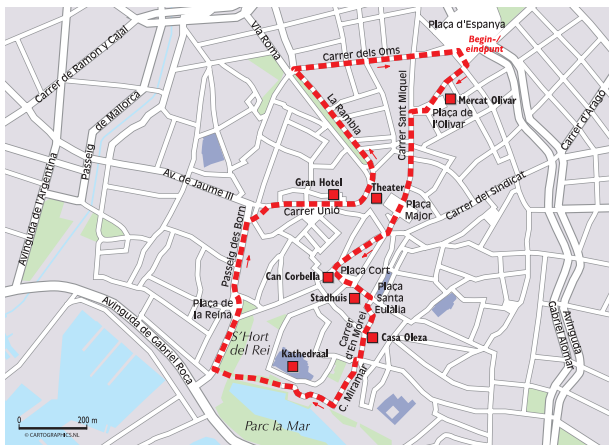 Plaça d'Espanya
Begin-/
eindpunt
Via Roma
Carrer dels Oms
Carrer de Ramon y Calat
Mercat Olivar
Plaça de
l'Olivar
Carrer Sant Miquel
La Rambla
Passeig
de Mallorca
Carrer d'Aragó
Av. de Jaume III
Gran Hotel
Theater
Carrer del Sindicat
Carrer Unió
Plaça
Major
Avinguda de l'Argentina
Passeig des Born
Can Corbella
Plaça Cort
Plaça
Santa
Eulàlia
Stadhuis
Plaça de
la Reina
Avinguda de Gabriel Roca
S'Hort
del Rei
Carrer
d'En Morei
Casa Oleza
Avinguda
Gabriel Alomar
Kathedraal
C. Miramar
Parc la Mar
0 200 m
© CARTOGRAPHICS.NL